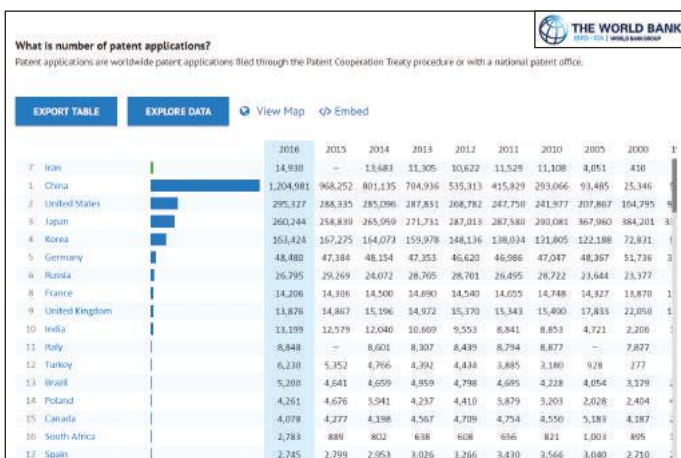 THE WORLD BANK
IBRD • IDA | WORLD BANK GROUP
What is number of patent applications?
Patent applications are worldwide patent applications filed through the Patent Cooperation Treaty procedure or with a national patent office.
EXPORT TABLE EXPLORE DATA View Map </> Embed
2016 2015 2014 2013 2012 2011 2010 2005 2000
7 Iran 14,930 – 13,683 11,305 10,622 11,529 11,108 4,051 410
1 China 1,204,981 968,252 801,135 704,936 535,313 415,829 293,066 93,485 25,346
2 United States 295,327 288,335 285,096 287,831 268,782 247,750 241,977 207,867 164,795
3 Japan 260,244 258,839 265,959 271,731 287,013 287,580 290,081 367,960 384,201
4 Korea 163,424 167,275 164,073 159,978 148,136 138,034 131,805 122,188 72,831
5 Germany 48,480 47,384 48,154 47,353 46,620 46,986 47,047 48,367 51,736
6 Russia 26,795 29,269 24,072 28,765 28,701 26,495 28,722 23,644 23,377
8 France 14,206 14,306 14,500 14,690 14,540 14,655 14,748 14,327 13,870
9 United Kingdom 13,876 14,867 15,196 14,972 15,370 15,343 15,490 17,833 22,050
10 India 13,199 12,579 12,040 10,669 9,553 8,841 8,853 4,721 2,206
11 Italy 8,848 – 8,601 8,307 8,439 8,794 8,877 – 7,877
12 Turkey 6,230 5,352 4,766 4,392 4,434 3,885 3,180 928 277
13 Brazil 5,200 4,641 4,659 4,959 4,798 4,695 4,228 4,054 3,179
14 Poland 4,261 4,676 3,941 4,237 4,410 3,879 3,203 2,028 2,404
15 Canada 4,078 4,277 4,198 4,567 4,709 4,754 4,550 5,183 4,187
16 South Africa 2,783 889 802 638 608 656 821 1,003 895
17 Spain 2,745 2,799 2,953 3,026 3,266 3,430 3,566 3,040 2,710